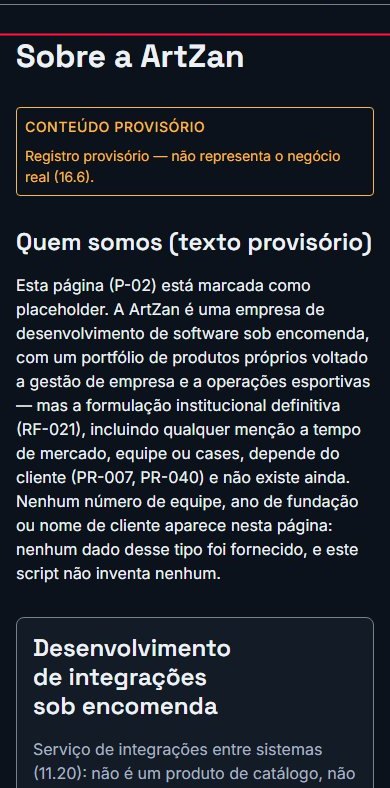 Sobre a ArtZan
CONTEÚDO PROVISÓRIO
Registro provisório — não representa o negócio
real (16.6).
Quem somos (texto provisório)
Esta página (P-02) está marcada como
placeholder. A ArtZan é uma empresa de
desenvolvimento de software sob encomenda,
com um portfólio de produtos próprios voltado
a gestão de empresa e a operações esportivas
— mas a formulação institucional definitiva
(RF-021), incluindo qualquer menção a tempo
de mercado, equipe ou cases, depende do
cliente (PR-007, PR-040) e não existe ainda.
Nenhum número de equipe, ano de fundação
ou nome de cliente aparece nesta página:
nenhum dado desse tipo foi fornecido, e este
script não inventa nenhum.
Desenvolvimento
de integrações
sob encomenda
Serviço de integrações entre sistemas
(11.20): não é um produto de catálogo, não